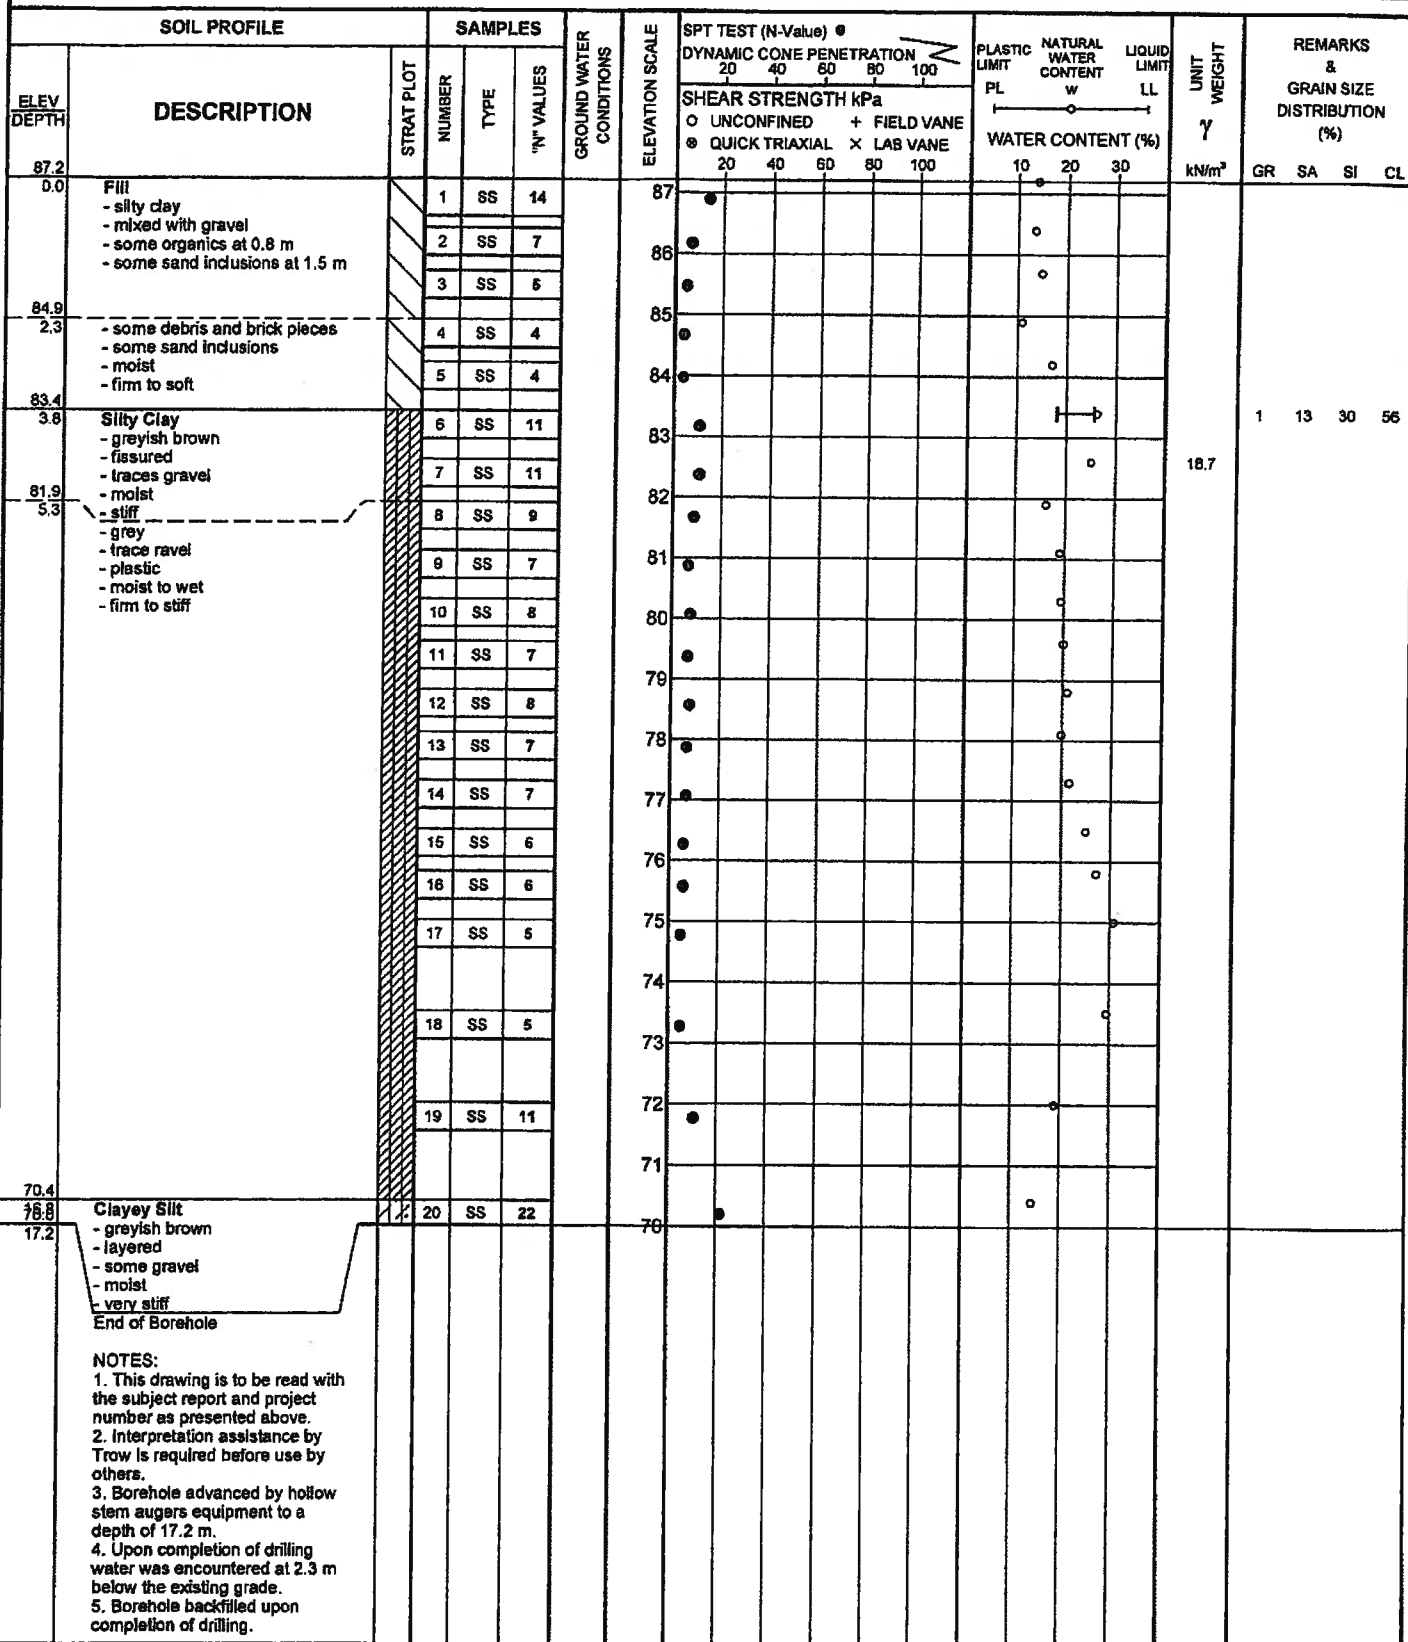 SOIL PROFILE
SAMPLES
ELEV
DEPTH
DESCRIPTION
STRAT PLOT
NUMBER
TYPE
"N" VALUES
GROUND WATER
CONDITIONS
ELEVATION SCALE
SPT TEST (N-Value) ●
DYNAMIC CONE PENETRATION
20 40 60 80 100
SHEAR STRENGTH kPa
O UNCONFINED + FIELD VANE
⊗ QUICK TRIAXIAL × LAB VANE
20 40 60 80 100
PLASTIC LIMIT
NATURAL WATER CONTENT
LIQUID LIMIT
PL w LL
WATER CONTENT (%)
10 20 30
UNIT WEIGHT
γ
kN/m³
REMARKS
&
GRAIN SIZE
DISTRIBUTION
(%)
GR SA SI CL
87.2
0.0
Fill
- silty clay
- mixed with gravel
- some organics at 0.8 m
- some sand inclusions at 1.5 m
84.9
2.3
- some debris and brick pieces
- some sand inclusions
- moist
- firm to soft
83.4
3.8
Silty Clay
- greyish brown
- fissured
- traces gravel
- moist
- stiff
81.9
5.3
- grey
- trace ravel
- plastic
- moist to wet
- firm to stiff
70.4
17.2
Clayey Silt
- greyish brown
- layered
- some gravel
- moist
- very stiff
End of Borehole
1 SS 14
2 SS 7
3 SS 5
4 SS 4
5 SS 4
6 SS 11
7 SS 11
8 SS 9
9 SS 7
10 SS 8
11 SS 7
12 SS 8
13 SS 7
14 SS 7
15 SS 6
16 SS 6
17 SS 5
18 SS 5
19 SS 11
20 SS 22
87
86
85
84
83
82
81
80
79
78
77
76
75
74
73
72
71
70
18.7
1 13 30 56
NOTES:
1. This drawing is to be read with
the subject report and project
number as presented above.
2. Interpretation assistance by
Trow is required before use by
others.
3. Borehole advanced by hollow
stem augers equipment to a
depth of 17.2 m.
4. Upon completion of drilling
water was encountered at 2.3 m
below the existing grade.
5. Borehole backfilled upon
completion of drilling.